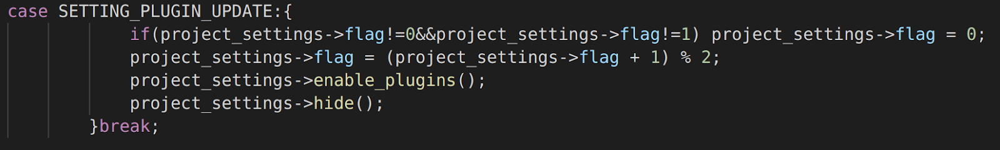 case SETTING_PLUGIN_UPDATE:{
if(project_settings->flag!=0&&project_settings->flag!=1) project_settings->flag = 0;
project_settings->flag = (project_settings->flag + 1) % 2;
project_settings->enable_plugins();
project_settings->hide();
}break;